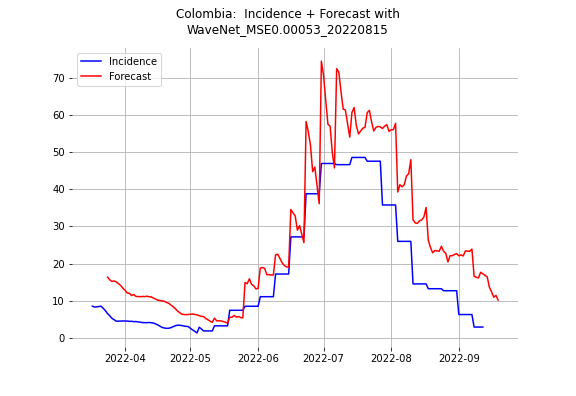 Colombia:  Incidence + Forecast with
WaveNet_MSE0.00053_20220815
Incidence
Forecast
70
60
50
40
30
20
10
0
2022-04 2022-05 2022-06 2022-07 2022-08 2022-09